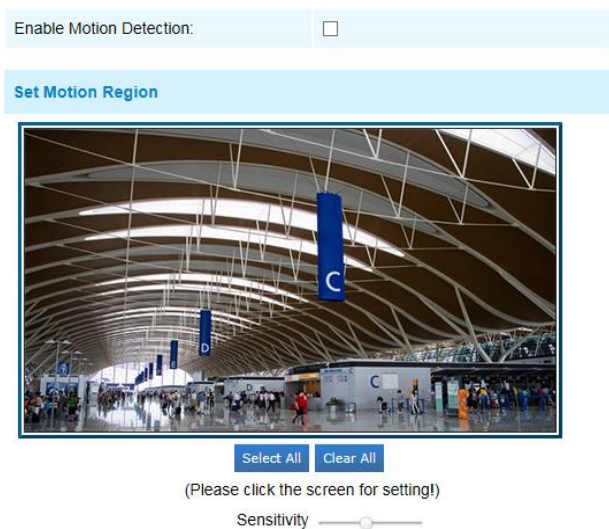 Enable Motion Detection:
Set Motion Region
C
D
C
D
Select All Clear All
(Please click the screen for setting!)
Sensitivity